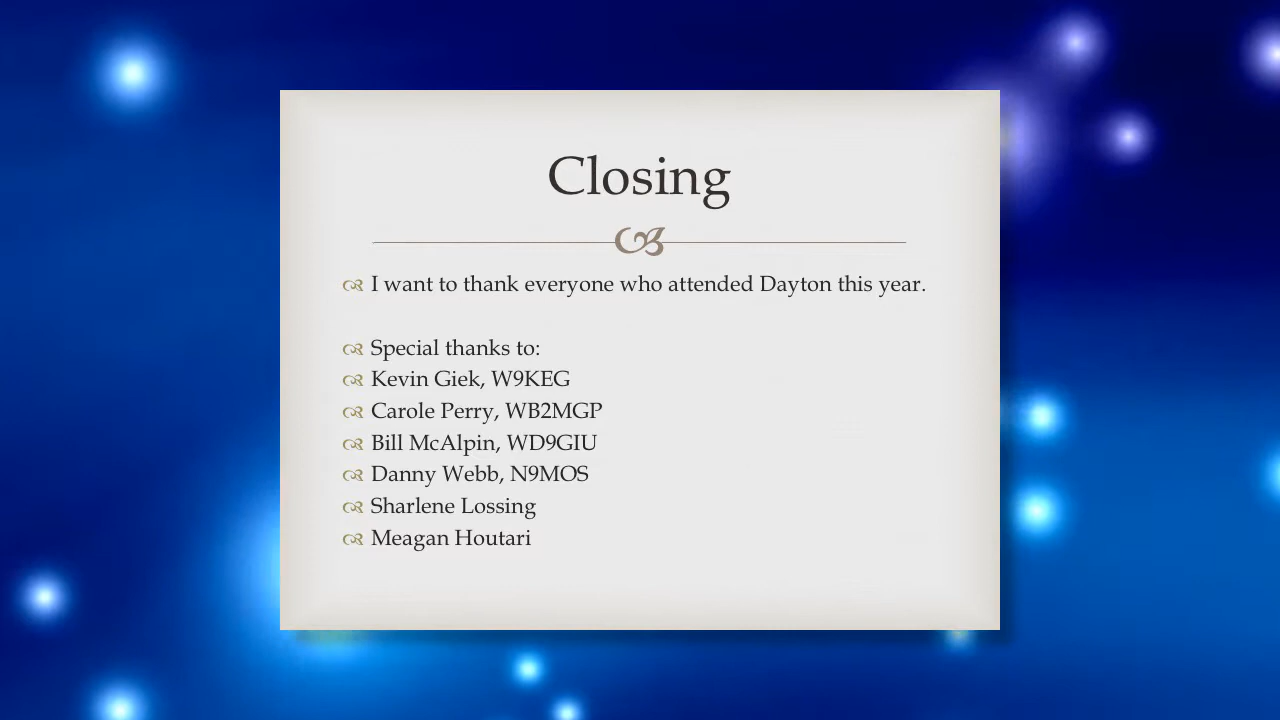 Closing
I want to thank everyone who attended Dayton this year.
Special thanks to:
Kevin Giek, W9KEG
Carole Perry, WB2MGP
Bill McAlpin, WD9GIU
Danny Webb, N9MOS
Sharlene Lossing
Meagan Houtari